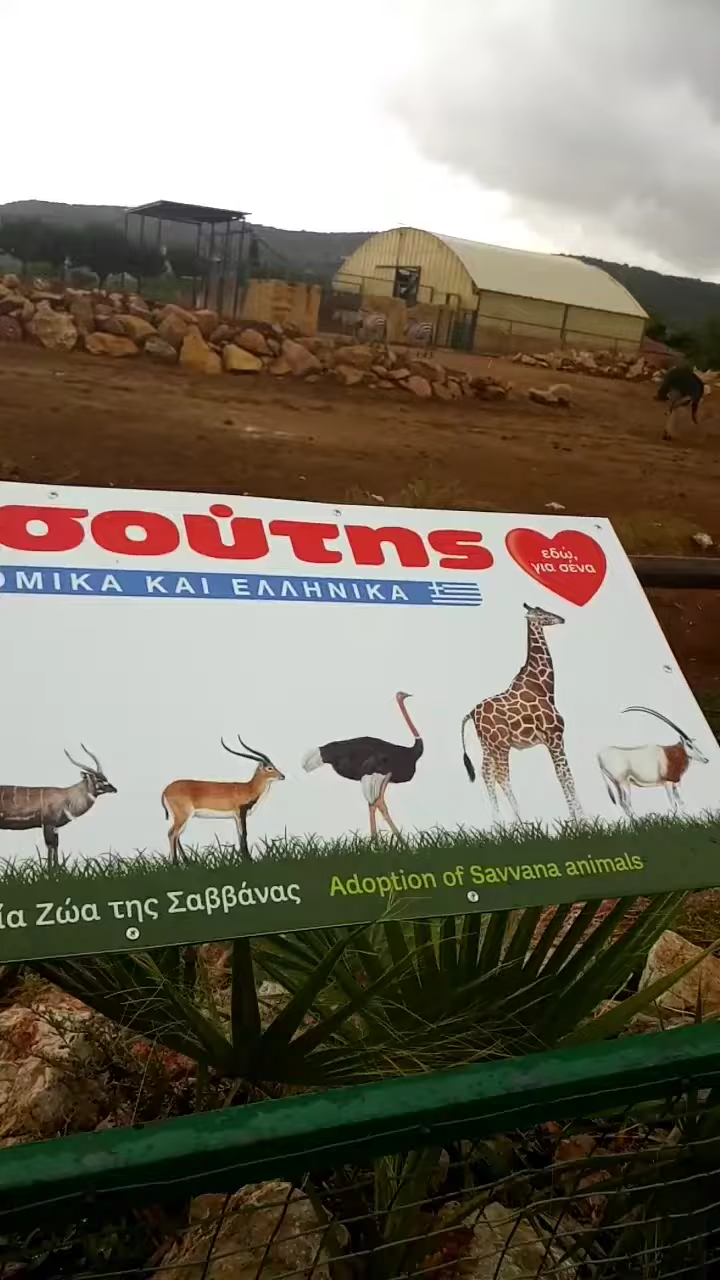 σούτης
εδώ,
για σένα
ΟΜΙΚΑ ΚΑΙ ΕΛΛΗΝΙΚΑ
ία Ζώα της Σαββάνας
Adoption of Savvana animals